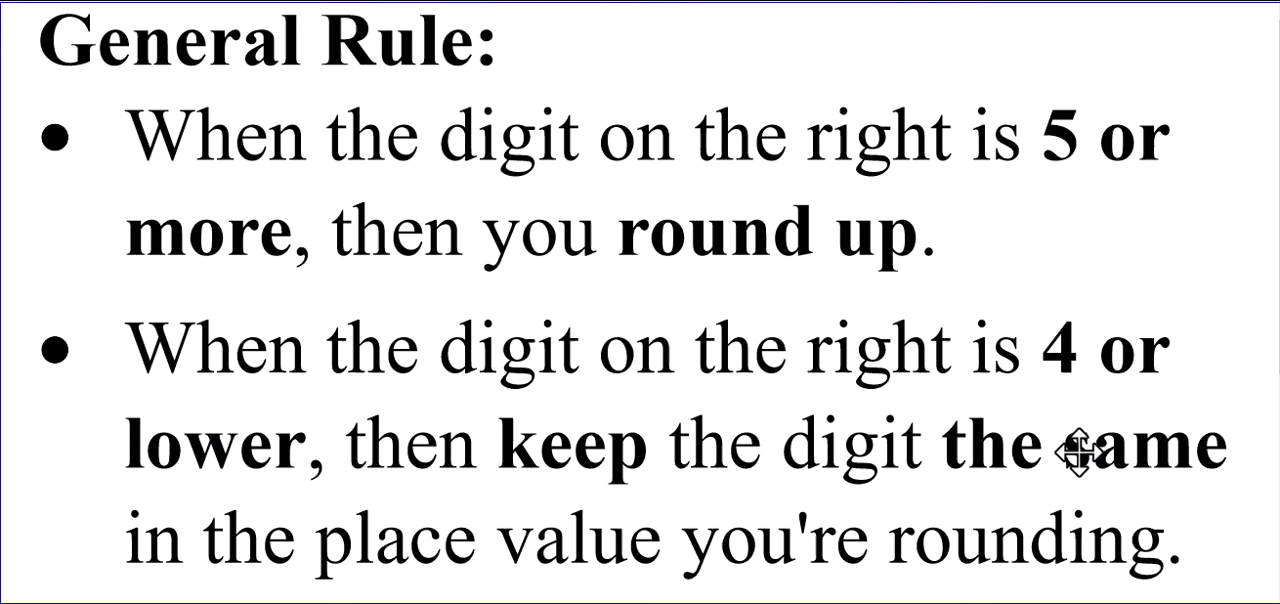 General Rule:
• When the digit on the right is 5 or
more, then you round up.
• When the digit on the right is 4 or
lower, then keep the digit the same
in the place value you're rounding.